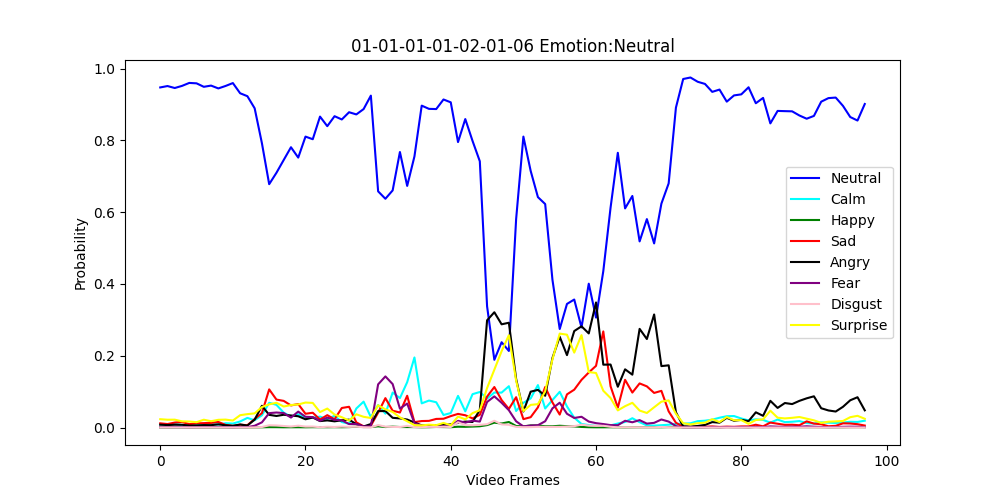 01-01-01-01-02-01-06 Emotion:Neutral
1.0
0.8
0.6
0.4
0.2
0.0
Probability
Neutral
Calm
Happy
Sad
Angry
Fear
Disgust
Surprise
0 20 40 60 80 100
Video Frames